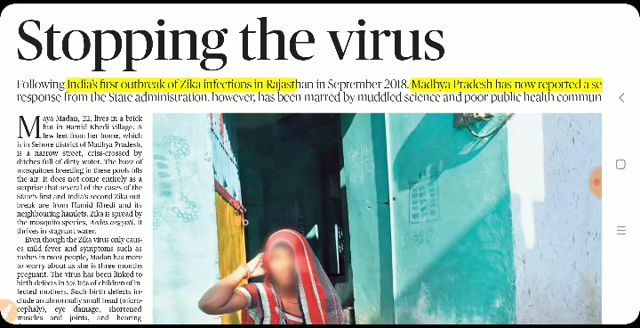 Stopping the virus
Following India's first outbreak of Zika infections in Rajasthan in September 2018, Madhya Pradesh has now reported a se
response from the State administration, however, has been marred by muddled science and poor public health commun
Maya Madan, 22, lives in a brick
hut in Hamid Khedi village. A
few feet from her home, which
is in Sehore district of Madhya Pradesh,
is a narrow street, criss-crossed by
ditches full of dirty water. The buzz of
mosquitoes breeding in these pools fills
the air. It does not come entirely as a
surprise that several of the cases of the
State's first and India's second Zika out-
break are from Hamid Khedi and its
neighbouring hamlets. Zika is spread by
the mosquito species, Aedes aegypti. It
thrives in stagnant water.
Even though the Zika virus only caus-
es mild fever and symptoms such as
rashes in most people, Madan has more
to worry about as she is three months
pregnant. The virus has been linked to
birth defects in of children of in-
fected mothers. Such birth defects in-
clude an abnormally small head (micro-
cephaly), eye damage, shortened
muscles and joints, and hearing